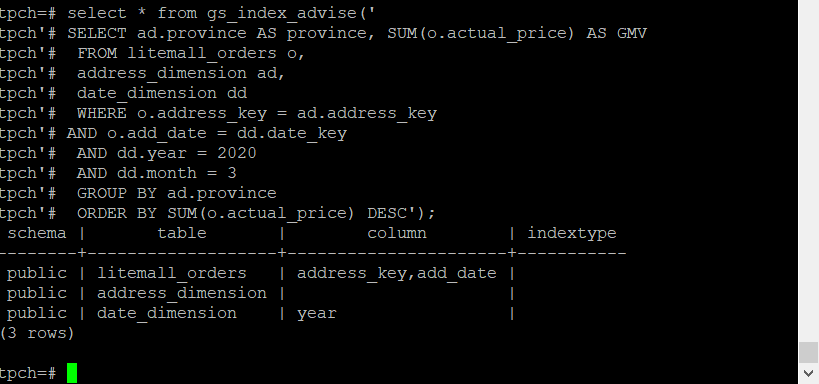 tpch=# select * from gs_index_advise('
tpch'# SELECT ad.province AS province, SUM(o.actual_price) AS GMV
tpch'#  FROM litemall_orders o,
tpch'#  address_dimension ad,
tpch'#  date_dimension dd
tpch'#  WHERE o.address_key = ad.address_key
tpch'# AND o.add_date = dd.date_key
tpch'#  AND dd.year = 2020
tpch'#  AND dd.month = 3
tpch'#  GROUP BY ad.province
tpch'#  ORDER BY SUM(o.actual_price) DESC');
 schema |       table       |        column        | indextype
--------+-------------------+----------------------+-----------
 public | litemall_orders   | address_key,add_date |
 public | address_dimension |                      |
 public | date_dimension    | year                 |
(3 rows)
tpch=#